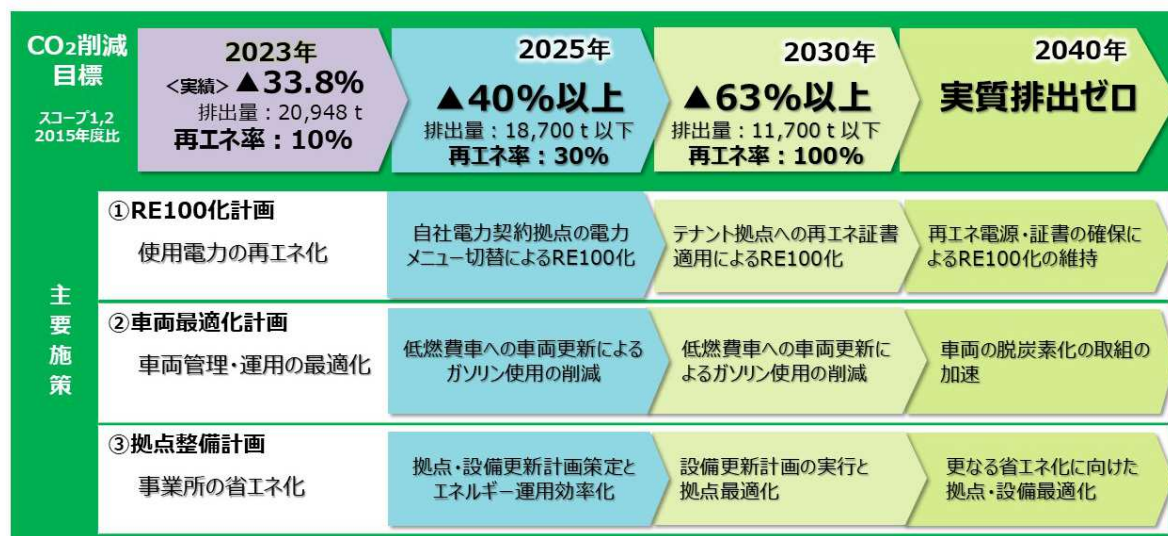 CO₂削減
目標
スコープ1,2
2015年度比
2023年
<実績> ▲33.8%
排出量：20,948 t
再エネ率：10%
2025年
▲40%以上
排出量：18,700 t 以下
再エネ率：30%
2030年
▲63%以上
排出量：11,700 t 以下
再エネ率：100%
2040年
実質排出ゼロ
主要施策
①RE100化計画
使用電力の再エネ化
自社電力契約拠点の電力
メニュー切替によるRE100化
テナント拠点への再エネ証書
適用によるRE100化
再エネ電源・証書の確保に
よるRE100化の維持
②車両最適化計画
車両管理・運用の最適化
低燃費車への車両更新による
ガソリン使用の削減
低燃費車への車両更新に
よるガソリン使用の削減
車両の脱炭素化の取組の
加速
③拠点整備計画
事業所の省エネ化
拠点・設備更新計画策定と
エネルギー運用効率化
設備更新計画の実行と
拠点最適化
更なる省エネ化に向けた
拠点・設備最適化